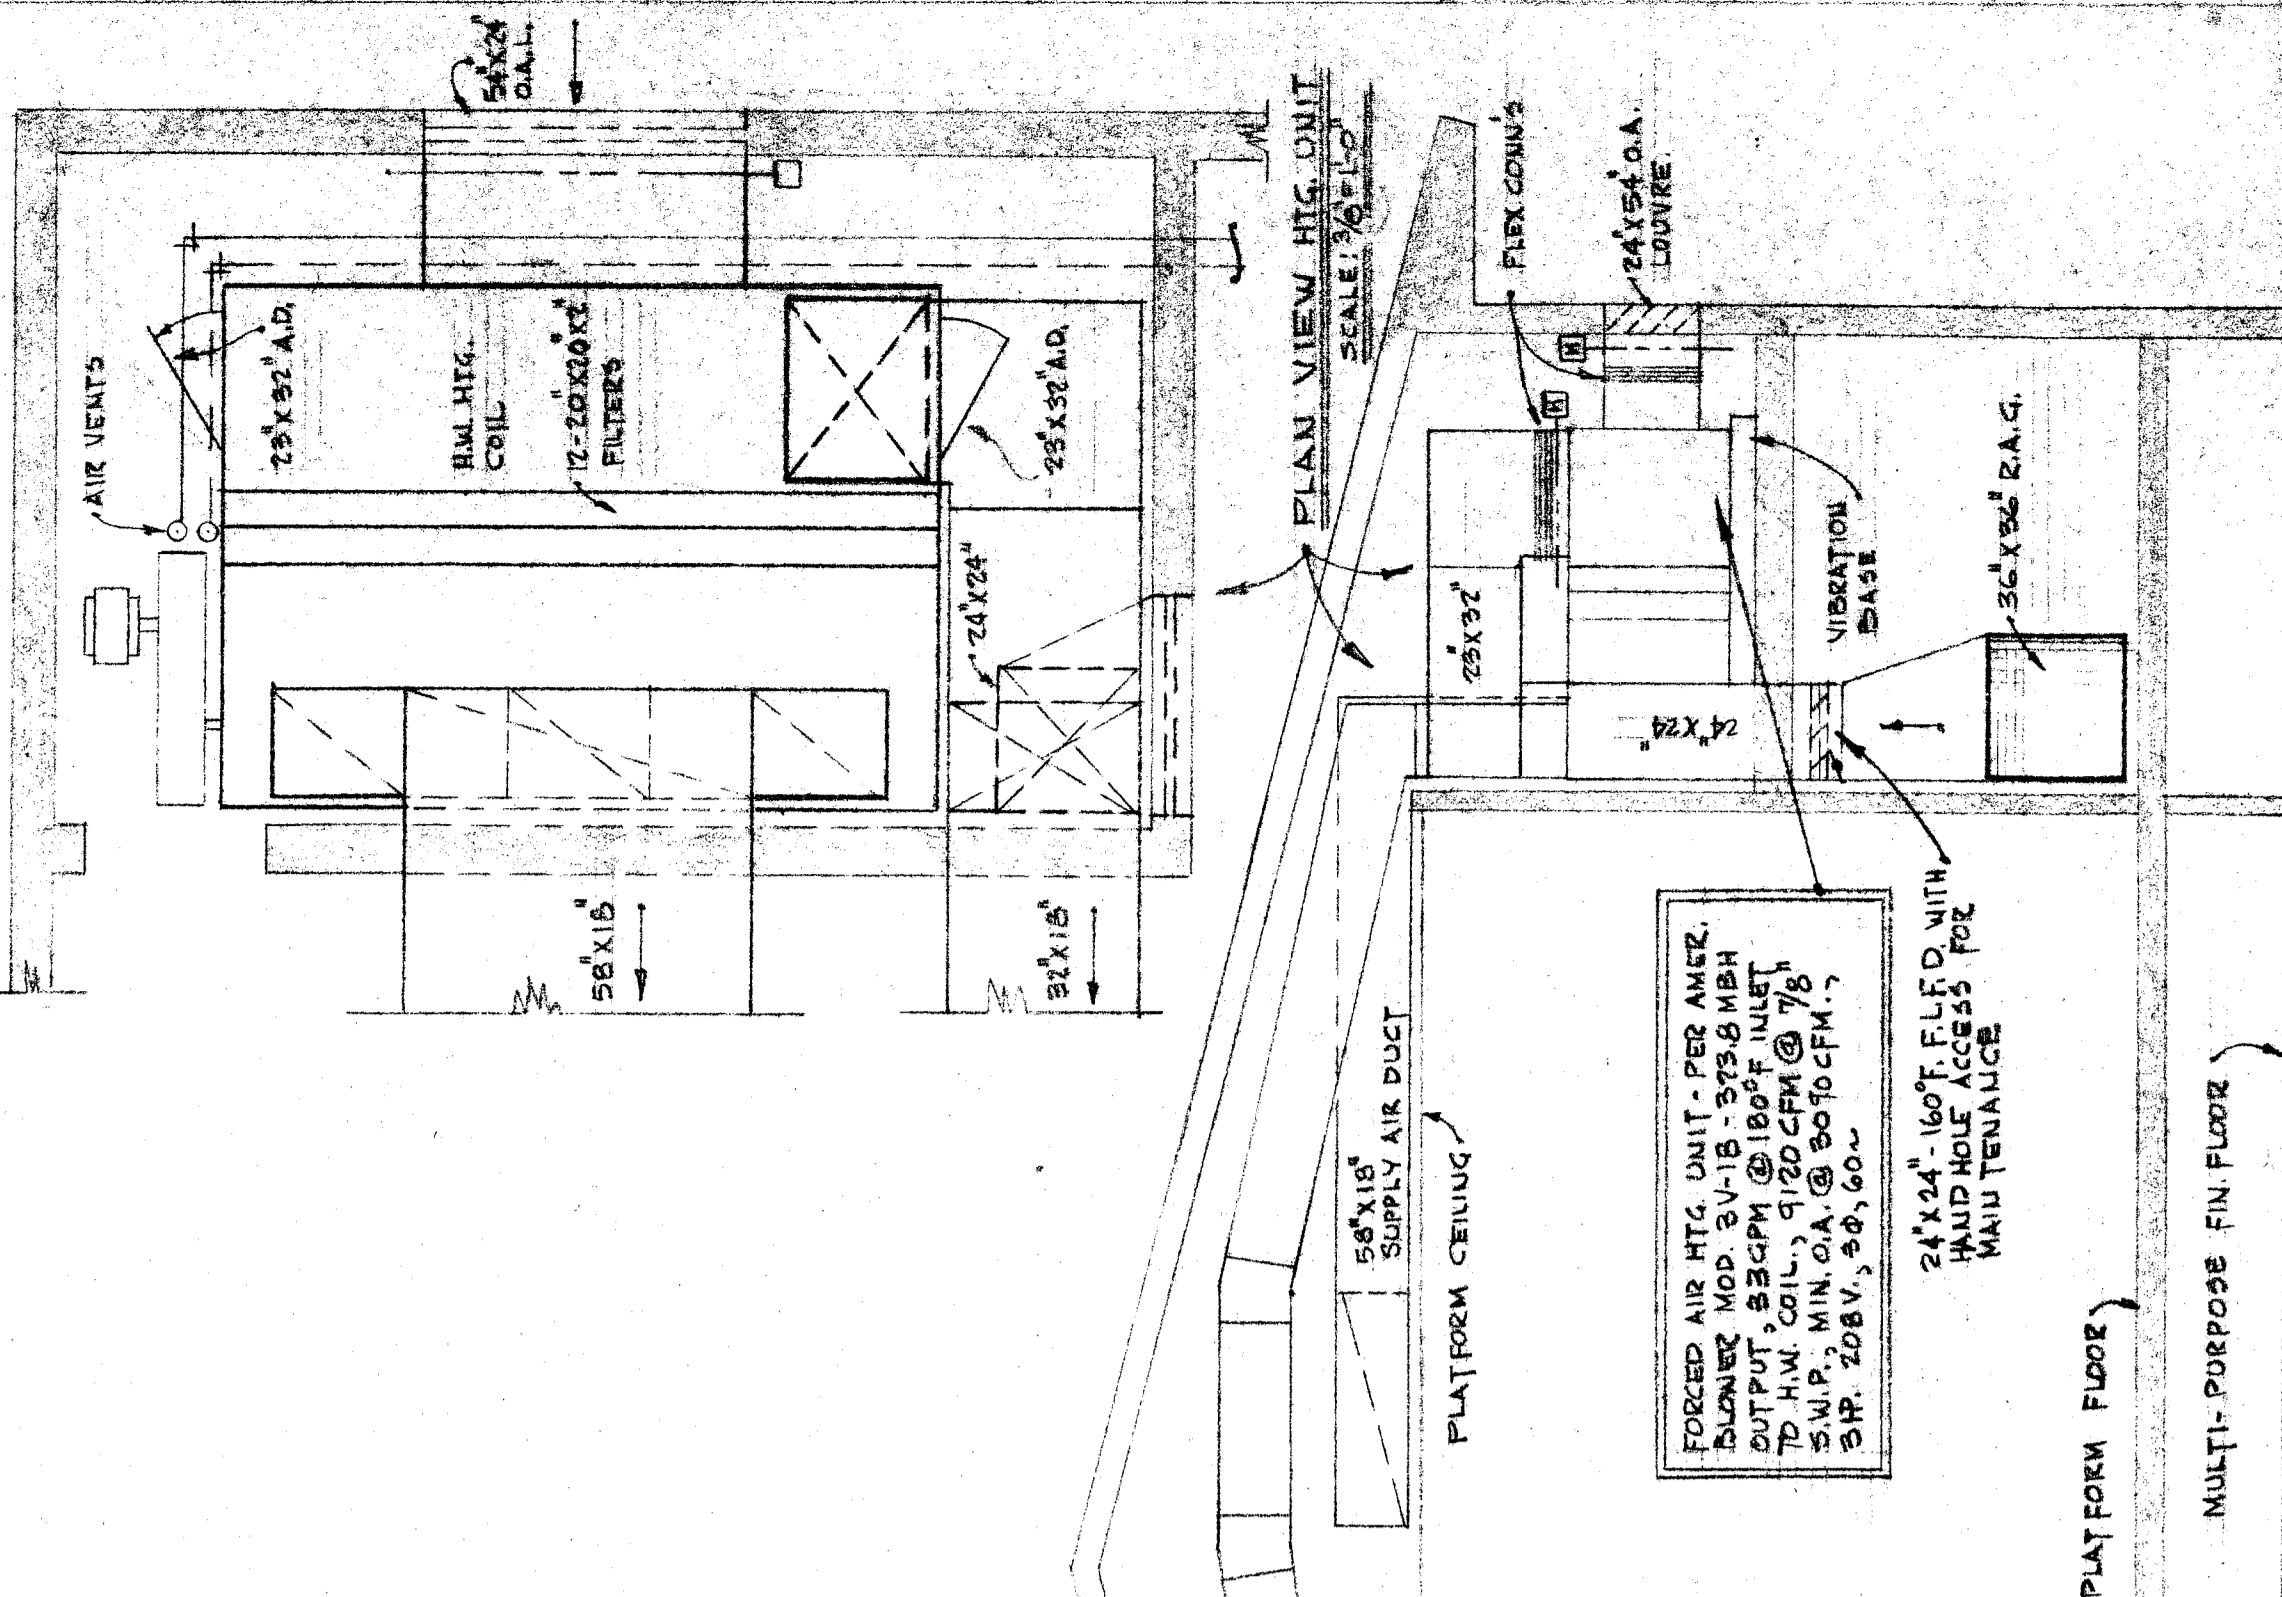 54"X24"
O.A.L.
AIR VENTS
23"X32" A.D.
H.W. HTG.
COIL
12-20"X20"X2"
FILTERS
23"X32" A.D.
24"X24"
58"X18"
32"X18"
PLAN VIEW HTG. UNIT
SCALE: 3/8"=1'-0"
FLEX CONN'S
24"X54" O.A.
LOUVRE
M
M
23"X32"
24"X24"
VIBRATION
BASE
36"X36" R.A.G.
58"X18"
SUPPLY AIR DUCT
PLATFORM CEILING
FORCED AIR HTG. UNIT - PER AMER.
BLOWER MOD. BV-18 - 373.8 MBH
OUTPUT, 33GPM @ 180°F INLET
TO H.W. COIL., 9120 CFM @ 7/8"
S.W.P., MIN. O.A. @ 3090 CFM.,
3HP. 208V., 3Φ, 60~
24"X24"-160°F. F.L.F.D. WITH
HAND HOLE ACCESS FOR
MAINTENANCE
PLATFORM FLOOR
MULTI-PURPOSE FIN. FLOOR